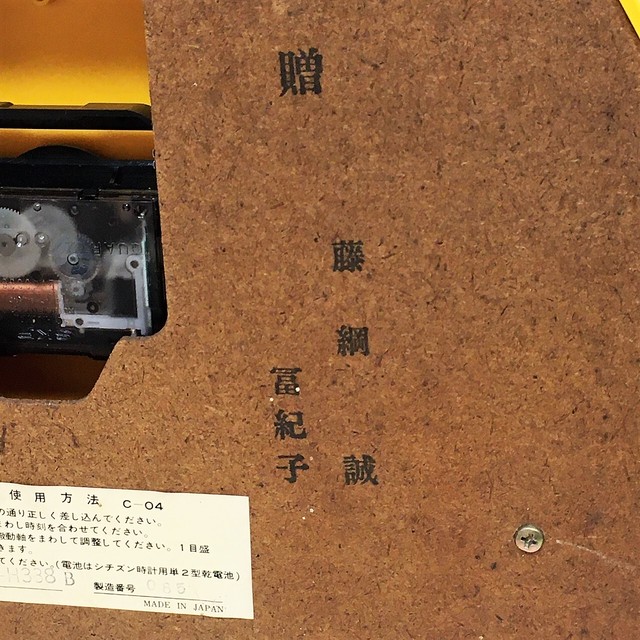 贈
藤綱 誠
冨紀子
使用方法 C-04
の通り正しく差し込んでください。
まわし時刻を合わせてください。
微動軸をまわして調整してください。1目盛
きます。
てください。(電池はシチズン時計用単2型乾電池)
H338B
製造番号
MADE IN JAPAN